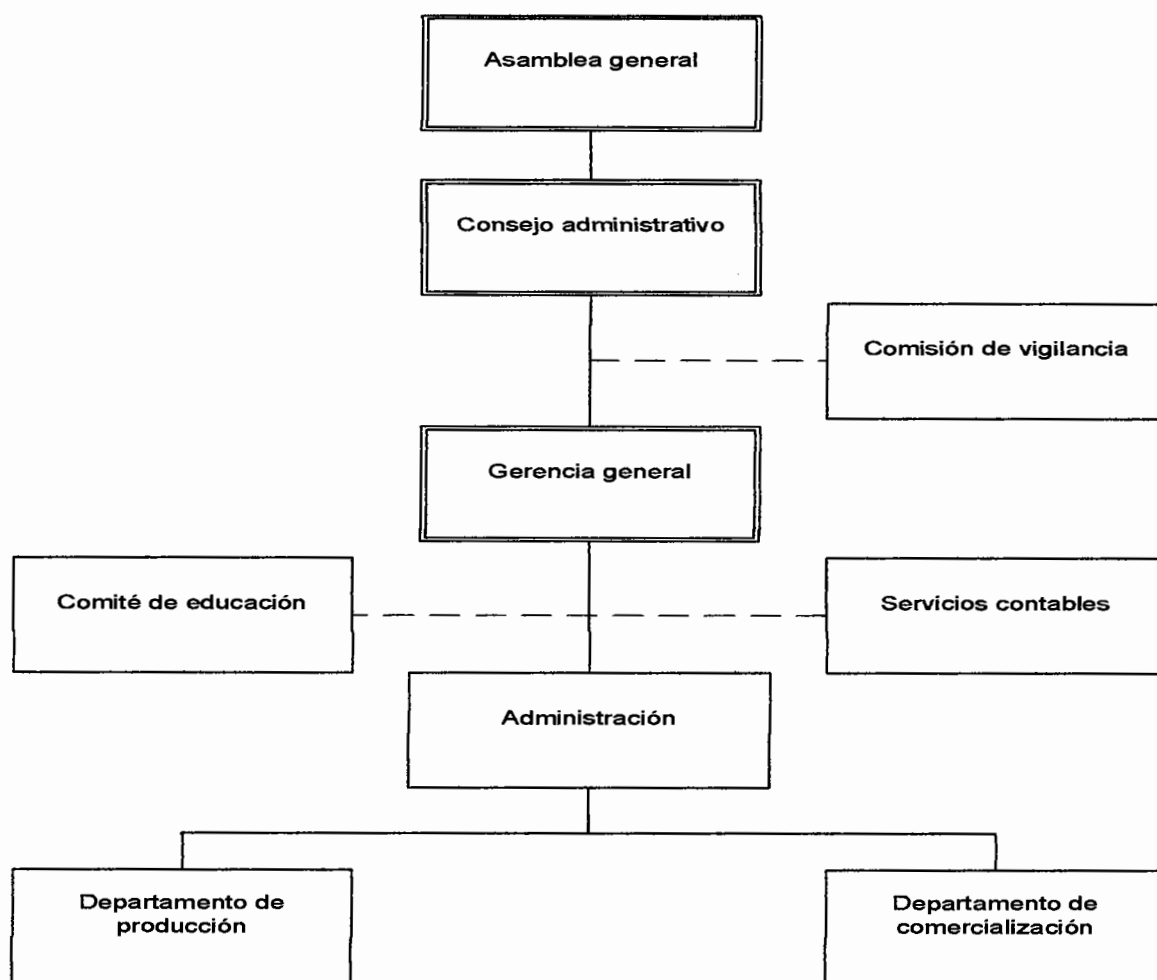 Asamblea general
Consejo administrativo
Comisión de vigilancia
Gerencia general
Comité de educación
Servicios contables
Administración
Departamento de
producción
Departamento de
comercialización